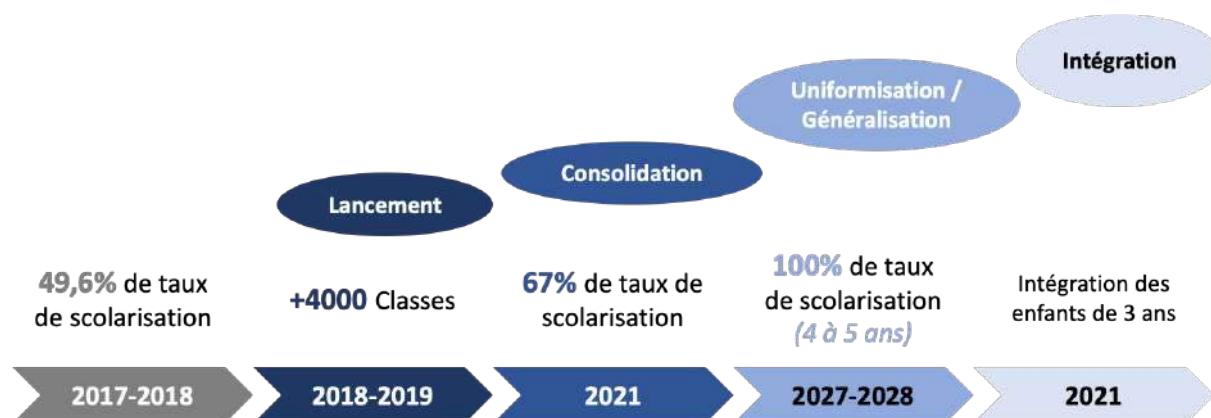 Intégration
Uniformisation /
Généralisation
Consolidation
Lancement
49,6% de taux
de scolarisation
+4000 Classes
67% de taux de
scolarisation
100% de taux
de scolarisation
(4 à 5 ans)
Intégration des
enfants de 3 ans
2017-2018
2018-2019
2021
2027-2028
2021